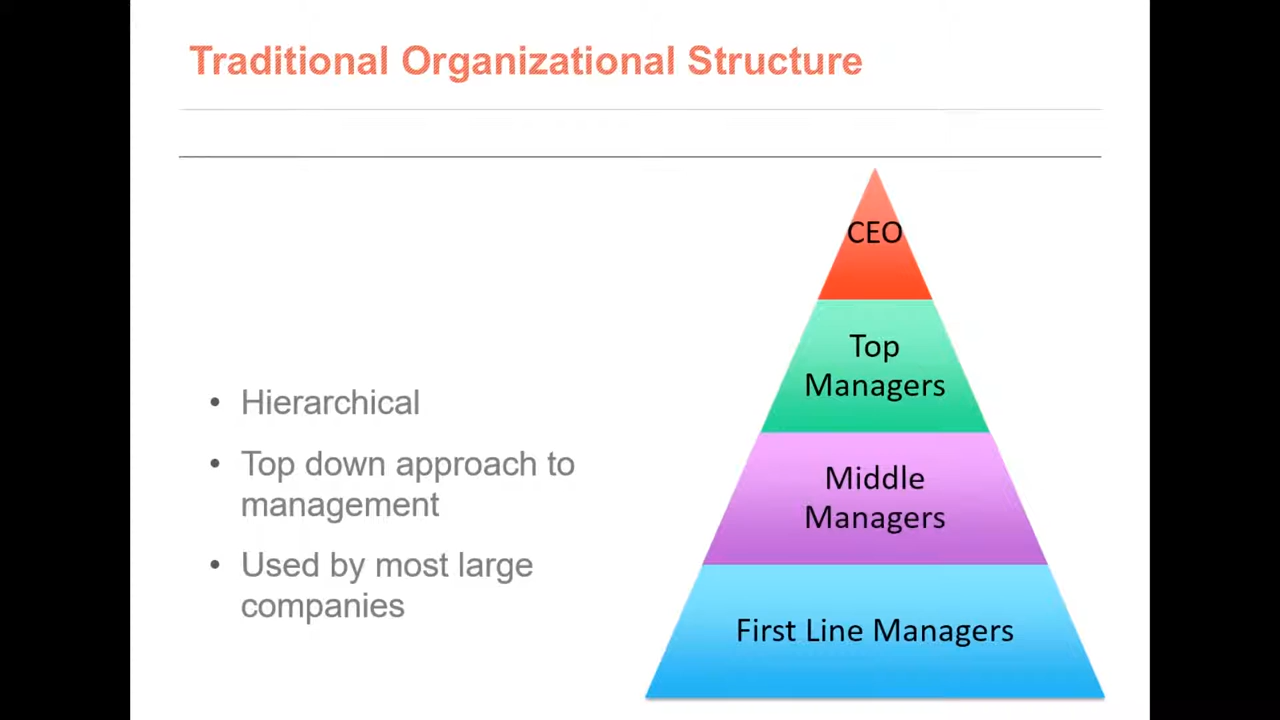 Traditional Organizational Structure
• Hierarchical
• Top down approach to
management
• Used by most large
companies
CEO
Top
Managers
Middle
Managers
First Line Managers